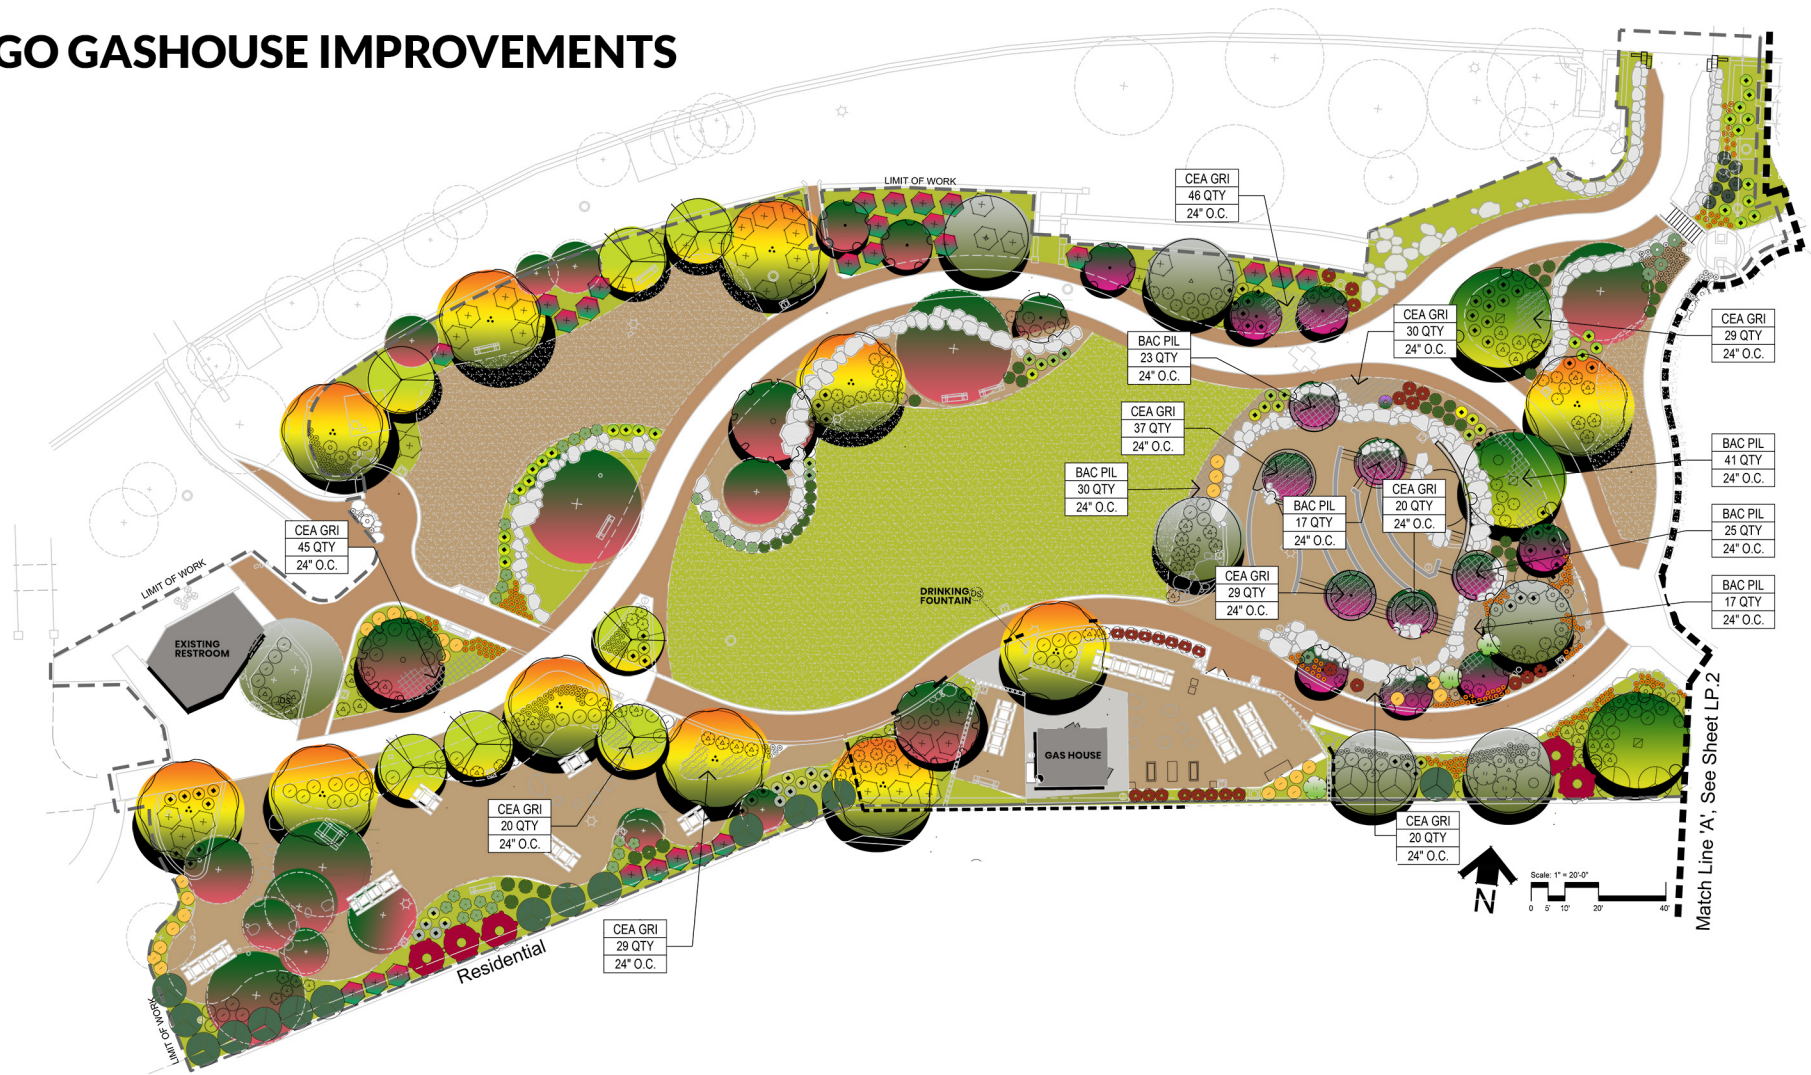 GO GASHOUSE IMPROVEMENTS
LIMIT OF WORK
CEA GRI
46 QTY
24" O.C.
CEA GRI
30 QTY
24" O.C.
CEA GRI
29 QTY
24" O.C.
BAC PIL
23 QTY
24" O.C.
CEA GRI
37 QTY
24" O.C.
BAC PIL
30 QTY
24" O.C.
BAC PIL
17 QTY
24" O.C.
CEA GRI
20 QTY
24" O.C.
BAC PIL
41 QTY
24" O.C.
BAC PIL
25 QTY
24" O.C.
BAC PIL
17 QTY
24" O.C.
CEA GRI
29 QTY
24" O.C.
CEA GRI
45 QTY
24" O.C.
LIMIT OF WORK
EXISTING
RESTROOM
DS
DRINKING
FOUNTAIN
DS
GAS HOUSE
CEA GRI
20 QTY
24" O.C.
CEA GRI
29 QTY
24" O.C.
CEA GRI
20 QTY
24" O.C.
Residential
LIMIT OF WORK
N
Scale: 1" = 20'-0"
0 5' 10' 20' 40'
Match Line 'A', See Sheet LP.2